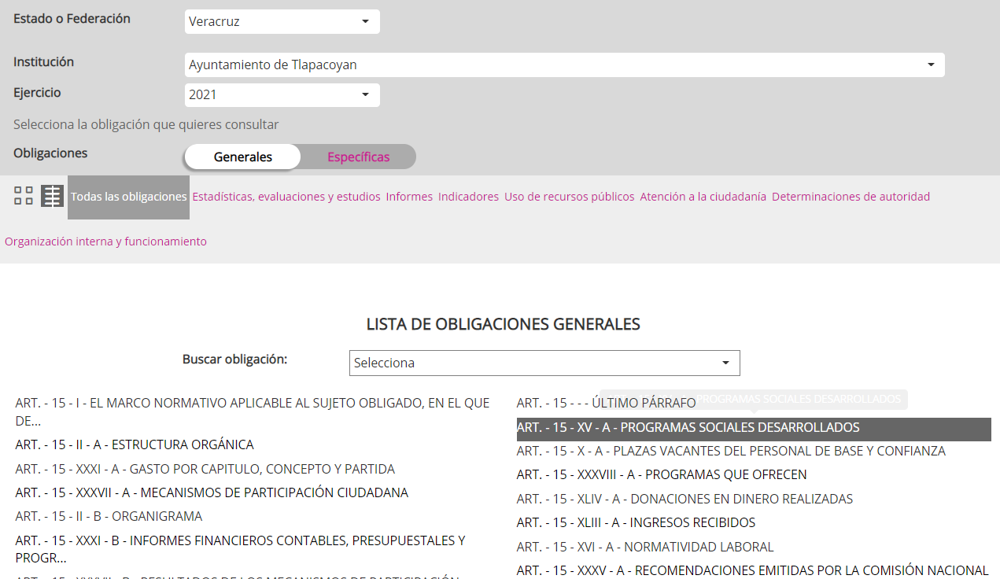 Estado o Federación
Veracruz
Institución
Ayuntamiento de Tlapacoyan
Ejercicio
2021
Selecciona la obligación que quieres consultar
Obligaciones
Generales
Específicas
Todas las obligaciones Estadísticas, evaluaciones y estudios Informes Indicadores Uso de recursos públicos Atención a la ciudadanía Determinaciones de autoridad
Organización interna y funcionamiento
LISTA DE OBLIGACIONES GENERALES
Buscar obligación:
Selecciona
ART. - 15 - I - EL MARCO NORMATIVO APLICABLE AL SUJETO OBLIGADO, EN EL QUE
DE...
ART. - 15 - II - A - ESTRUCTURA ORGÁNICA
ART. - 15 - XXXI - A - GASTO POR CAPITULO, CONCEPTO Y PARTIDA
ART. - 15 - XXXVII - A - MECANISMOS DE PARTICIPACIÓN CIUDADANA
ART. - 15 - II - B - ORGANIGRAMA
ART. - 15 - XXXI - B - INFORMES FINANCIEROS CONTABLES, PRESUPUESTALES Y
PROGR...
ART. - 15 - XXXVII - B - RESULTADOS DE LOS MECANISMOS DE PARTICIPACIÓN
ART. - 15 - - - ÚLTIMO PÁRRAFO
PROGRAMAS SOCIALES DESARROLLADOS
ART. - 15 - XV - A - PROGRAMAS SOCIALES DESARROLLADOS
ART. - 15 - X - A - PLAZAS VACANTES DEL PERSONAL DE BASE Y CONFIANZA
ART. - 15 - XXXVIII - A - PROGRAMAS QUE OFRECEN
ART. - 15 - XLIV - A - DONACIONES EN DINERO REALIZADAS
ART. - 15 - XLIII - A - INGRESOS RECIBIDOS
ART. - 15 - XVI - A - NORMATIVIDAD LABORAL
ART. - 15 - XXXV - A - RECOMENDACIONES EMITIDAS POR LA COMISIÓN NACIONAL